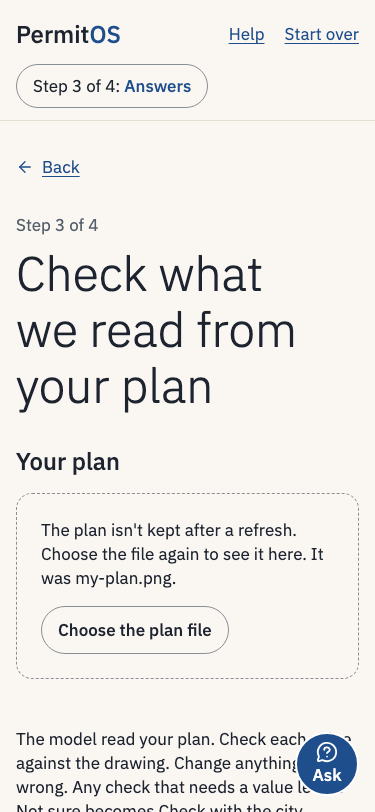 PermitOS
Help
Start over
Step 3 of 4: Answers
Back
Step 3 of 4
Check what
we read from
your plan
Your plan
The plan isn't kept after a refresh.
Choose the file again to see it here. It
was my-plan.png.
Choose the plan file
The model read your plan. Check each
against the drawing. Change anything
wrong. Any check that needs a value
Not sure becomes Check with the city
Ask